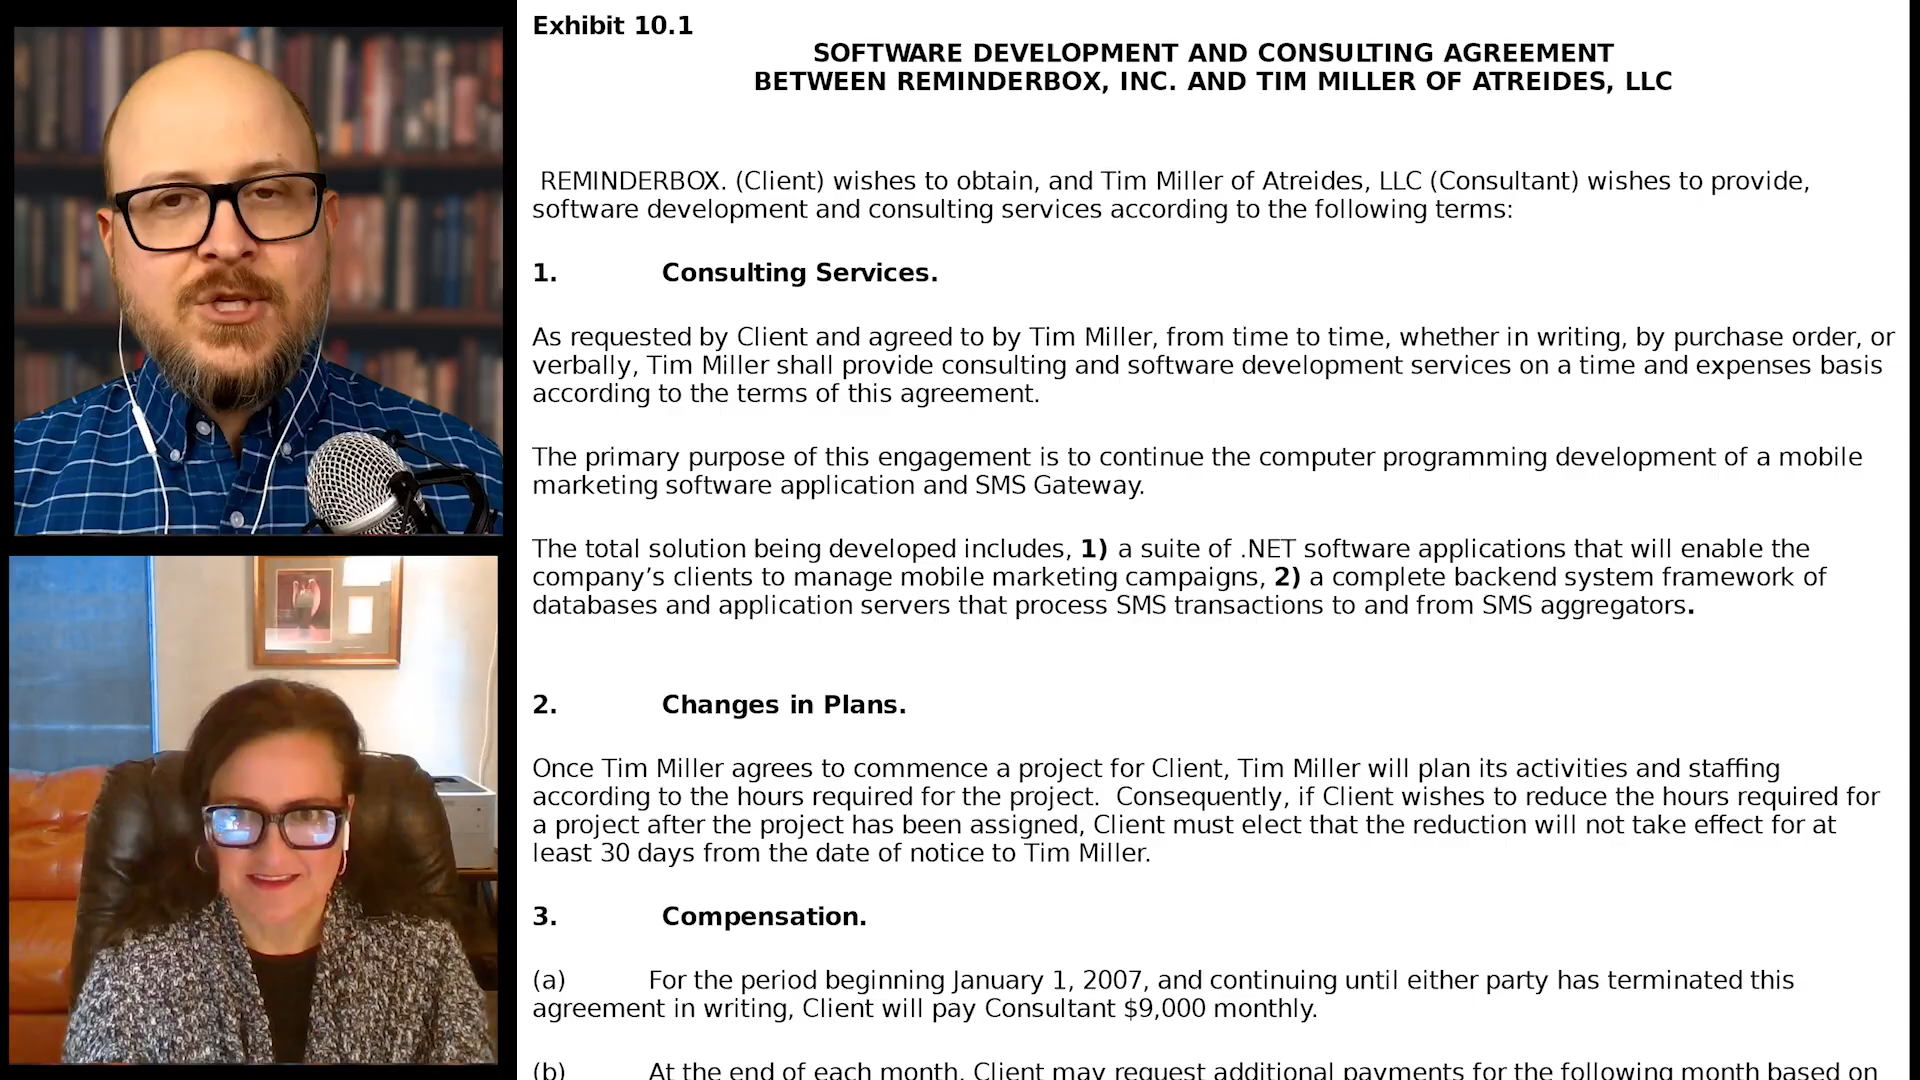 Exhibit 10.1
SOFTWARE DEVELOPMENT AND CONSULTING AGREEMENT
BETWEEN REMINDERBOX, INC. AND TIM MILLER OF ATREIDES, LLC
REMINDERBOX. (Client) wishes to obtain, and Tim Miller of Atreides, LLC (Consultant) wishes to provide,
software development and consulting services according to the following terms:
1. Consulting Services.
As requested by Client and agreed to by Tim Miller, from time to time, whether in writing, by purchase order, or
verbally, Tim Miller shall provide consulting and software development services on a time and expenses basis
according to the terms of this agreement.
The primary purpose of this engagement is to continue the computer programming development of a mobile
marketing software application and SMS Gateway.
The total solution being developed includes, 1) a suite of .NET software applications that will enable the
company’s clients to manage mobile marketing campaigns, 2) a complete backend system framework of
databases and application servers that process SMS transactions to and from SMS aggregators.
2. Changes in Plans.
Once Tim Miller agrees to commence a project for Client, Tim Miller will plan its activities and staffing
according to the hours required for the project.  Consequently, if Client wishes to reduce the hours required for
a project after the project has been assigned, Client must elect that the reduction will not take effect for at
least 30 days from the date of notice to Tim Miller.
3. Compensation.
(a) For the period beginning January 1, 2007, and continuing until either party has terminated this
agreement in writing, Client will pay Consultant $9,000 monthly.
(b) At the end of each month, Client may request additional payments for the following month based on